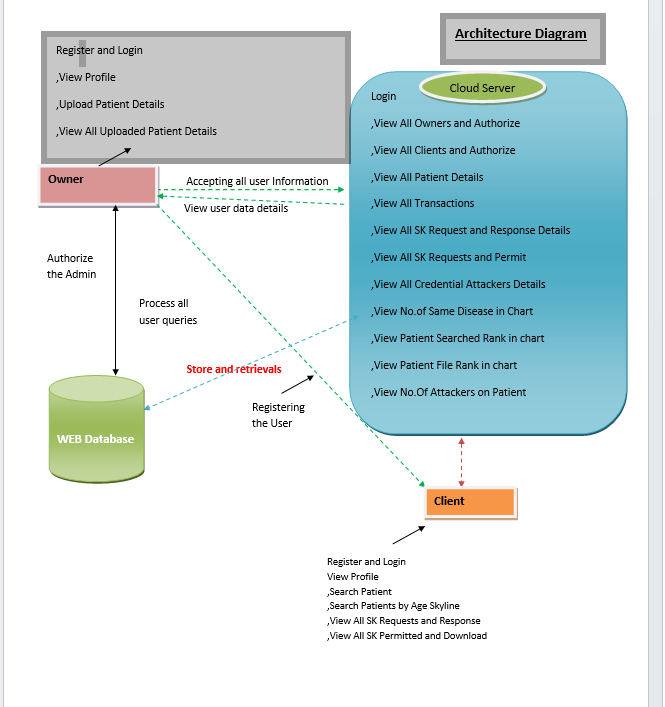 Architecture Diagram
Register and Login
,View Profile
,Upload Patient Details
,View All Uploaded Patient Details
Cloud Server
Login
,View All Owners and Authorize
,View All Clients and Authorize
,View All Patient Details
,View All Transactions
,View All SK Request and Response Details
,View All SK Requests and Permit
,View All Credential Attackers Details
,View No.of Same Disease in Chart
,View Patient Searched Rank in chart
,View Patient File Rank in chart
,View No.Of Attackers on Patient
Owner
Accepting all user Information
View user data details
Authorize
the Admin
Process all
user queries
Store and retrievals
Registering
the User
WEB Database
Client
Register and Login
View Profile
,Search Patient
,Search Patients by Age Skyline
,View All SK Requests and Response
,View All SK Permitted and Download